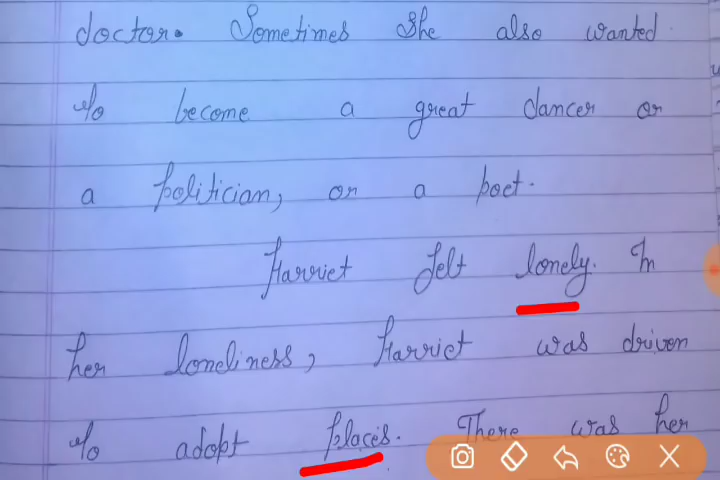 doctor. Sometimes She also wanted
to become a great dancer or
a politician, or a poet.
Harriet felt lonely. In
her loneliness, Harriet was driven
to adopt places. There was her